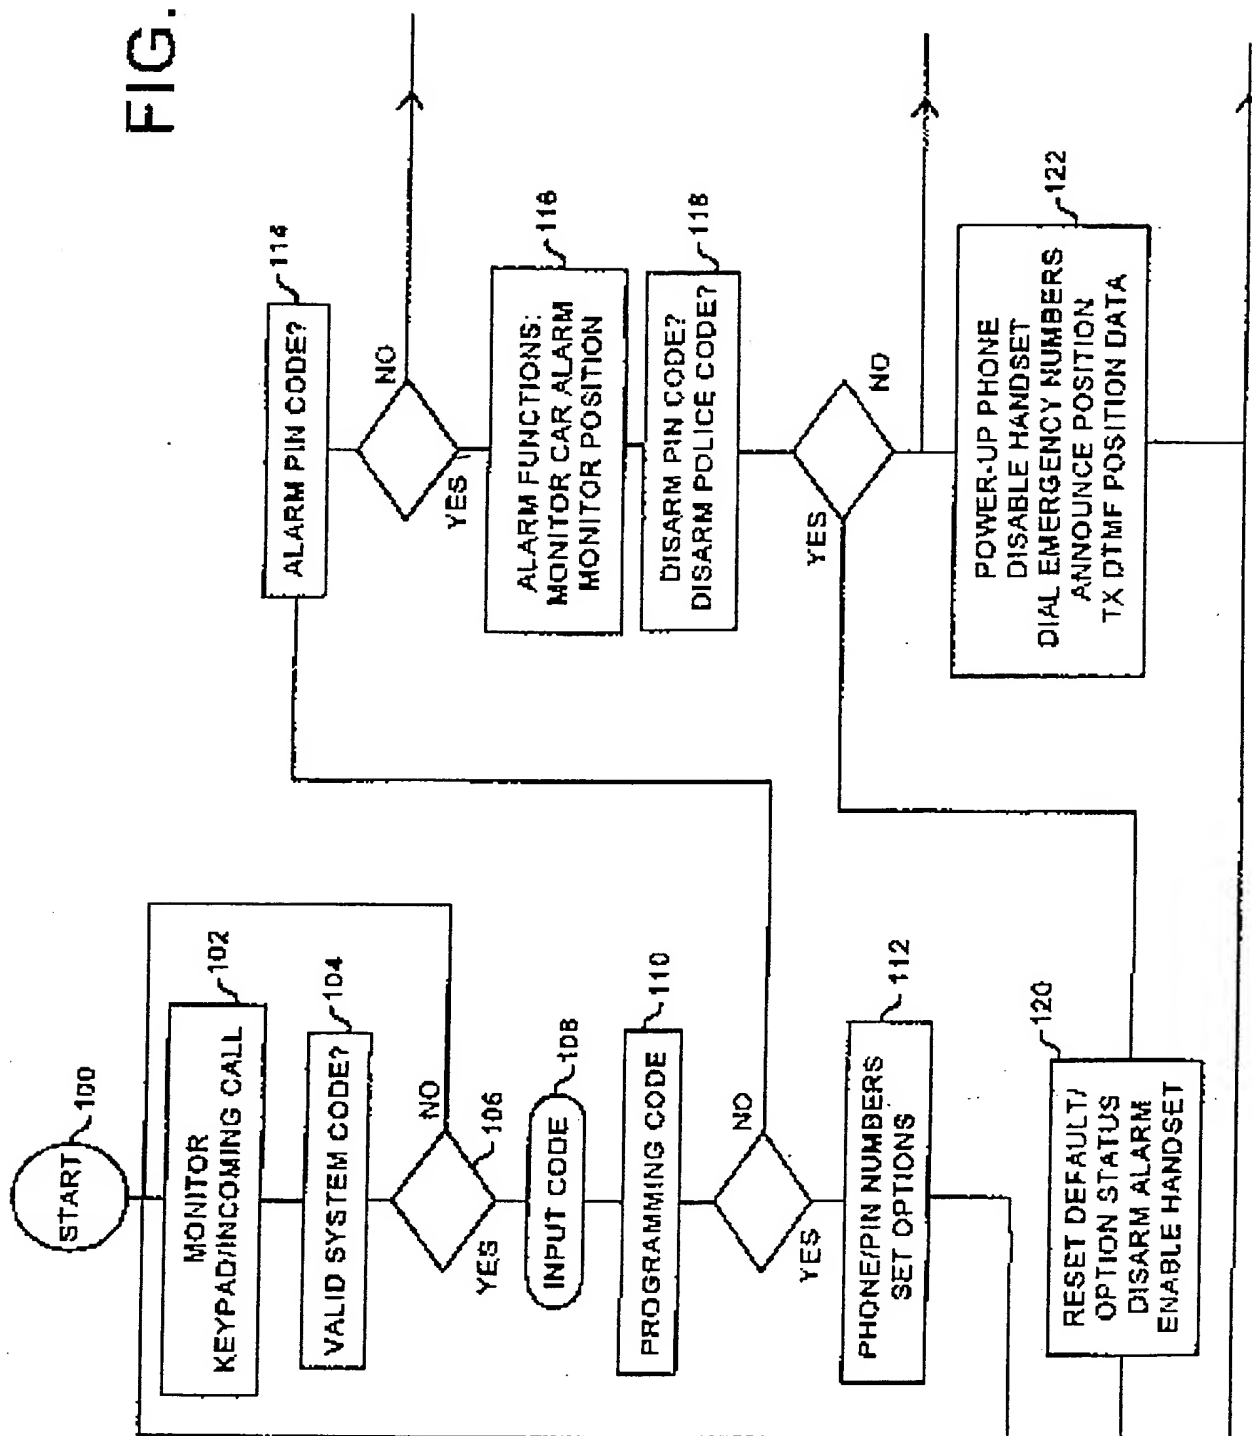 FIG.
START
100
MONITOR
KEYPAD/INCOMING CALL
102
VALID SYSTEM CODE?
104
NO
106
YES
INPUT CODE
108
PROGRAMMING CODE
110
NO
YES
PHONE/PIN NUMBERS
SET OPTIONS
112
RESET DEFAULT/
OPTION STATUS
DISARM ALARM
ENABLE HANDSET
120
ALARM PIN CODE?
114
NO
YES
ALARM FUNCTIONS:
MONITOR CAR ALARM
MONITOR POSITION
116
DISARM PIN CODE?
DISARM POLICE CODE?
118
YES
NO
POWER-UP PHONE
DISABLE HANDSET
DIAL EMERGENCY NUMBERS
ANNOUNCE POSITION
TX DTMF POSITION DATA
122